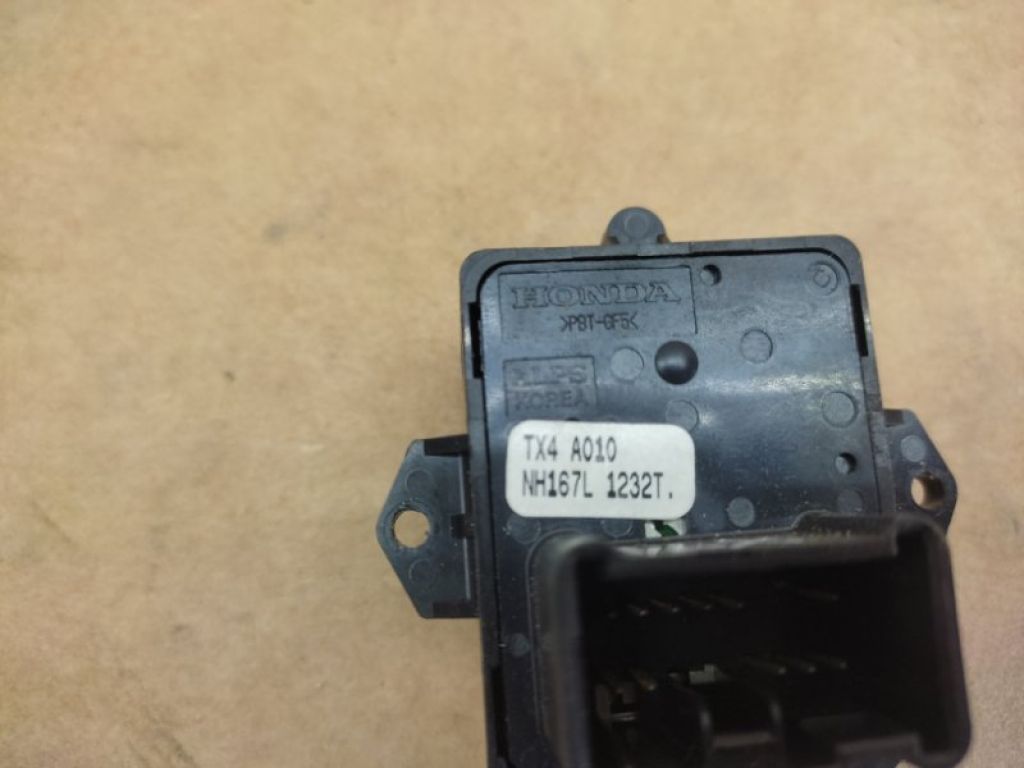 HONDA
>PBT-GF5<
ALPS
KOREA
TX4 A010
NH167L 1232T.